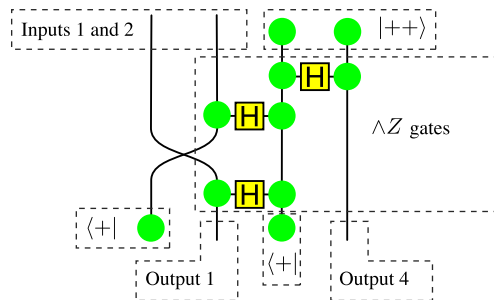 Inputs 1 and 2
|++⟩
H
H
∧Z gates
H
⟨+|
⟨+|
Output 1
Output 4